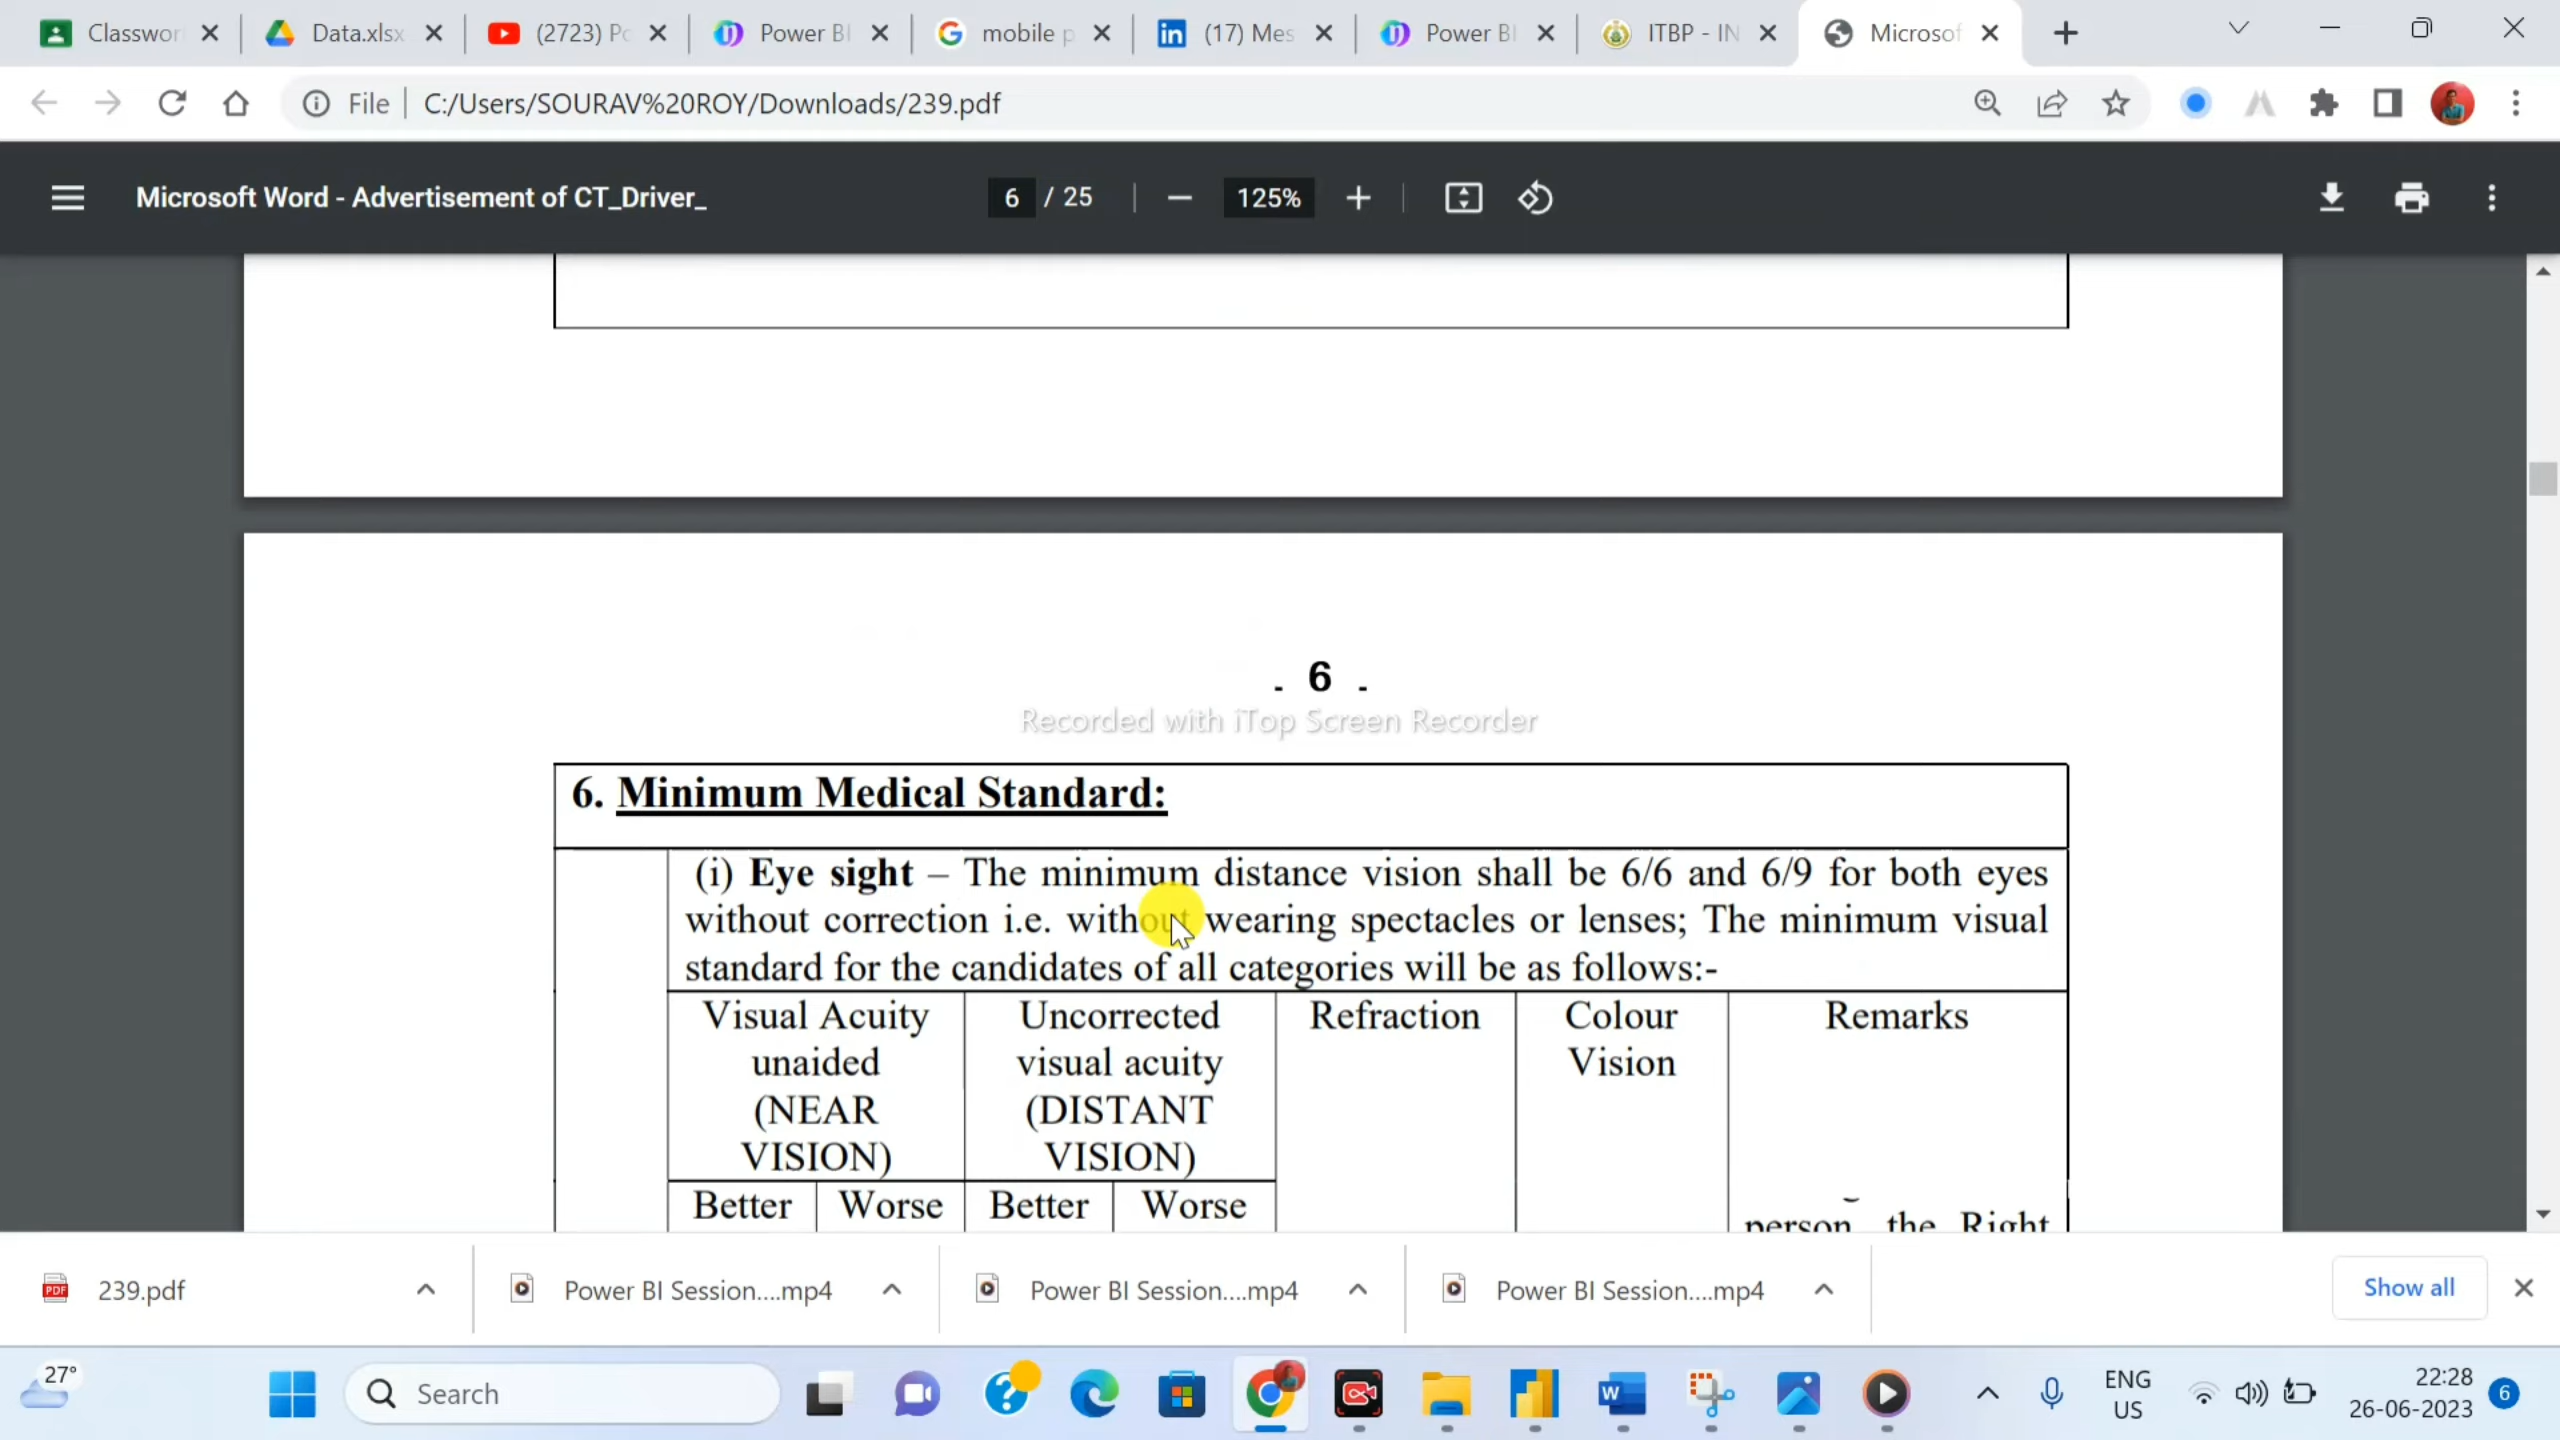 Classwor
Data.xlsx
(2723) Po
Power BI
mobile p
(17) Mes
Power BI
ITBP - IN
Microsof
File
C:/Users/SOURAV%20ROY/Downloads/239.pdf
Microsoft Word - Advertisement of CT_Driver_
6 / 25
125%
- 6 -
Recorded with iTop Screen Recorder
6. Minimum Medical Standard:
(i) Eye sight – The minimum distance vision shall be 6/6 and 6/9 for both eyes
without correction i.e. without wearing spectacles or lenses; The minimum visual
standard for the candidates of all categories will be as follows:-
Visual Acuity
unaided
(NEAR
VISION)
Uncorrected
visual acuity
(DISTANT
VISION)
Refraction
Colour
Vision
Remarks
Better
Worse
Better
Worse
person, the Right
239.pdf
Power BI Session....mp4
Power BI Session....mp4
Power BI Session....mp4
Show all
27°
Search
ENG
US
22:28
26-06-2023
6